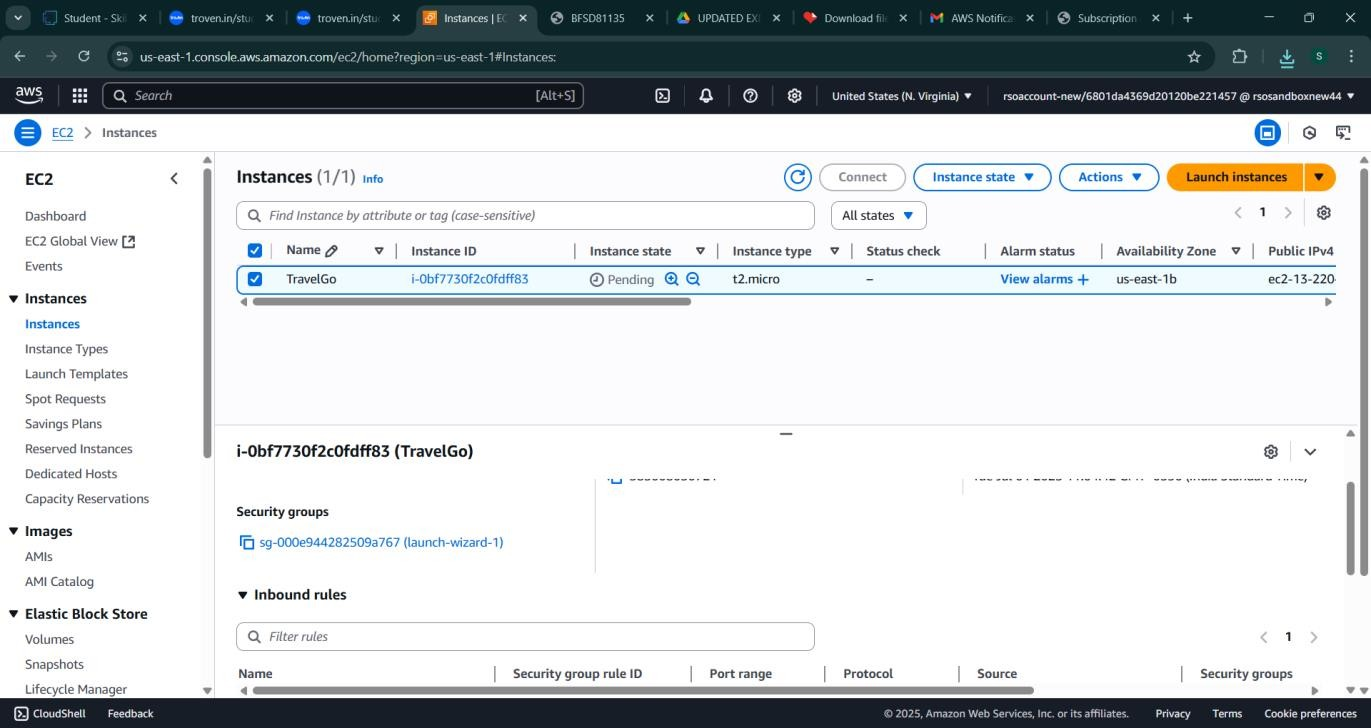 Student - Skil
troven.in/stud
troven.in/stud
Instances | EC
BFSD81135
UPDATED EX
Download file
AWS Notifica
Subscription
us-east-1.console.aws.amazon.com/ec2/home?region=us-east-1#Instances:
S
aws
Search
[Alt+S]
United States (N. Virginia)
rsoaccount-new/6801da4369d20120be221457 @ rsosandboxnew44
EC2 > Instances
EC2
Dashboard
EC2 Global View
Events
Instances
Instances
Instance Types
Launch Templates
Spot Requests
Savings Plans
Reserved Instances
Dedicated Hosts
Capacity Reservations
Images
AMIs
AMI Catalog
Elastic Block Store
Volumes
Snapshots
Lifecycle Manager
Instances (1/1) Info
Connect
Instance state
Actions
Launch instances
Find Instance by attribute or tag (case-sensitive)
All states
1
Name Instance ID Instance state Instance type Status check Alarm status Availability Zone Public IPv4
TravelGo i-0bf7730f2c0fdff83 Pending t2.micro – View alarms + us-east-1b ec2-13-220-
i-0bf7730f2c0fdff83 (TravelGo)
Security groups
sg-000e944282509a767 (launch-wizard-1)
Inbound rules
Filter rules
1
Name Security group rule ID Port range Protocol Source Security groups
CloudShell Feedback © 2025, Amazon Web Services, Inc. or its affiliates. Privacy Terms Cookie preferences